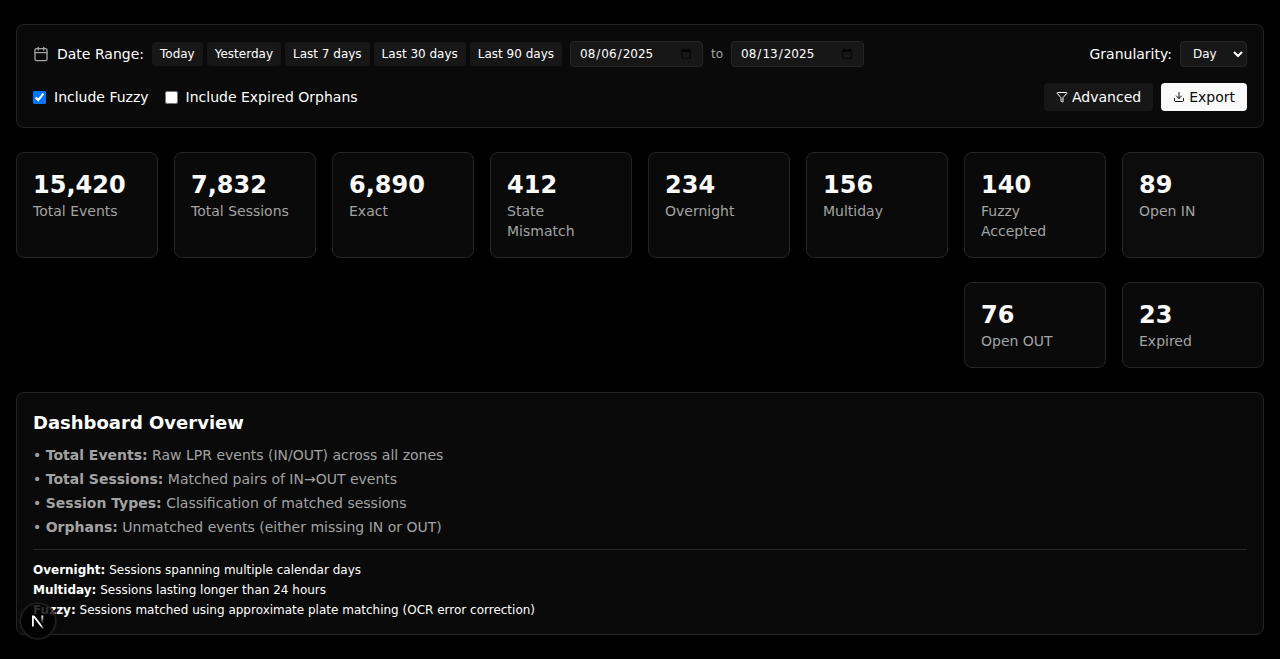 Date Range: Today Yesterday Last 7 days Last 30 days Last 90 days 08/06/2025 to 08/13/2025 Granularity: Day
Include Fuzzy Include Expired Orphans Advanced Export
15,420 7,832 6,890 412 234 156 140 89
Total Events Total Sessions Exact State Mismatch Overnight Multiday Fuzzy Accepted Open IN
76 23
Open OUT Expired
Dashboard Overview
• Total Events: Raw LPR events (IN/OUT) across all zones
• Total Sessions: Matched pairs of IN→OUT events
• Session Types: Classification of matched sessions
• Orphans: Unmatched events (either missing IN or OUT)
Overnight: Sessions spanning multiple calendar days
Multiday: Sessions lasting longer than 24 hours
Fuzzy: Sessions matched using approximate plate matching (OCR error correction)
N